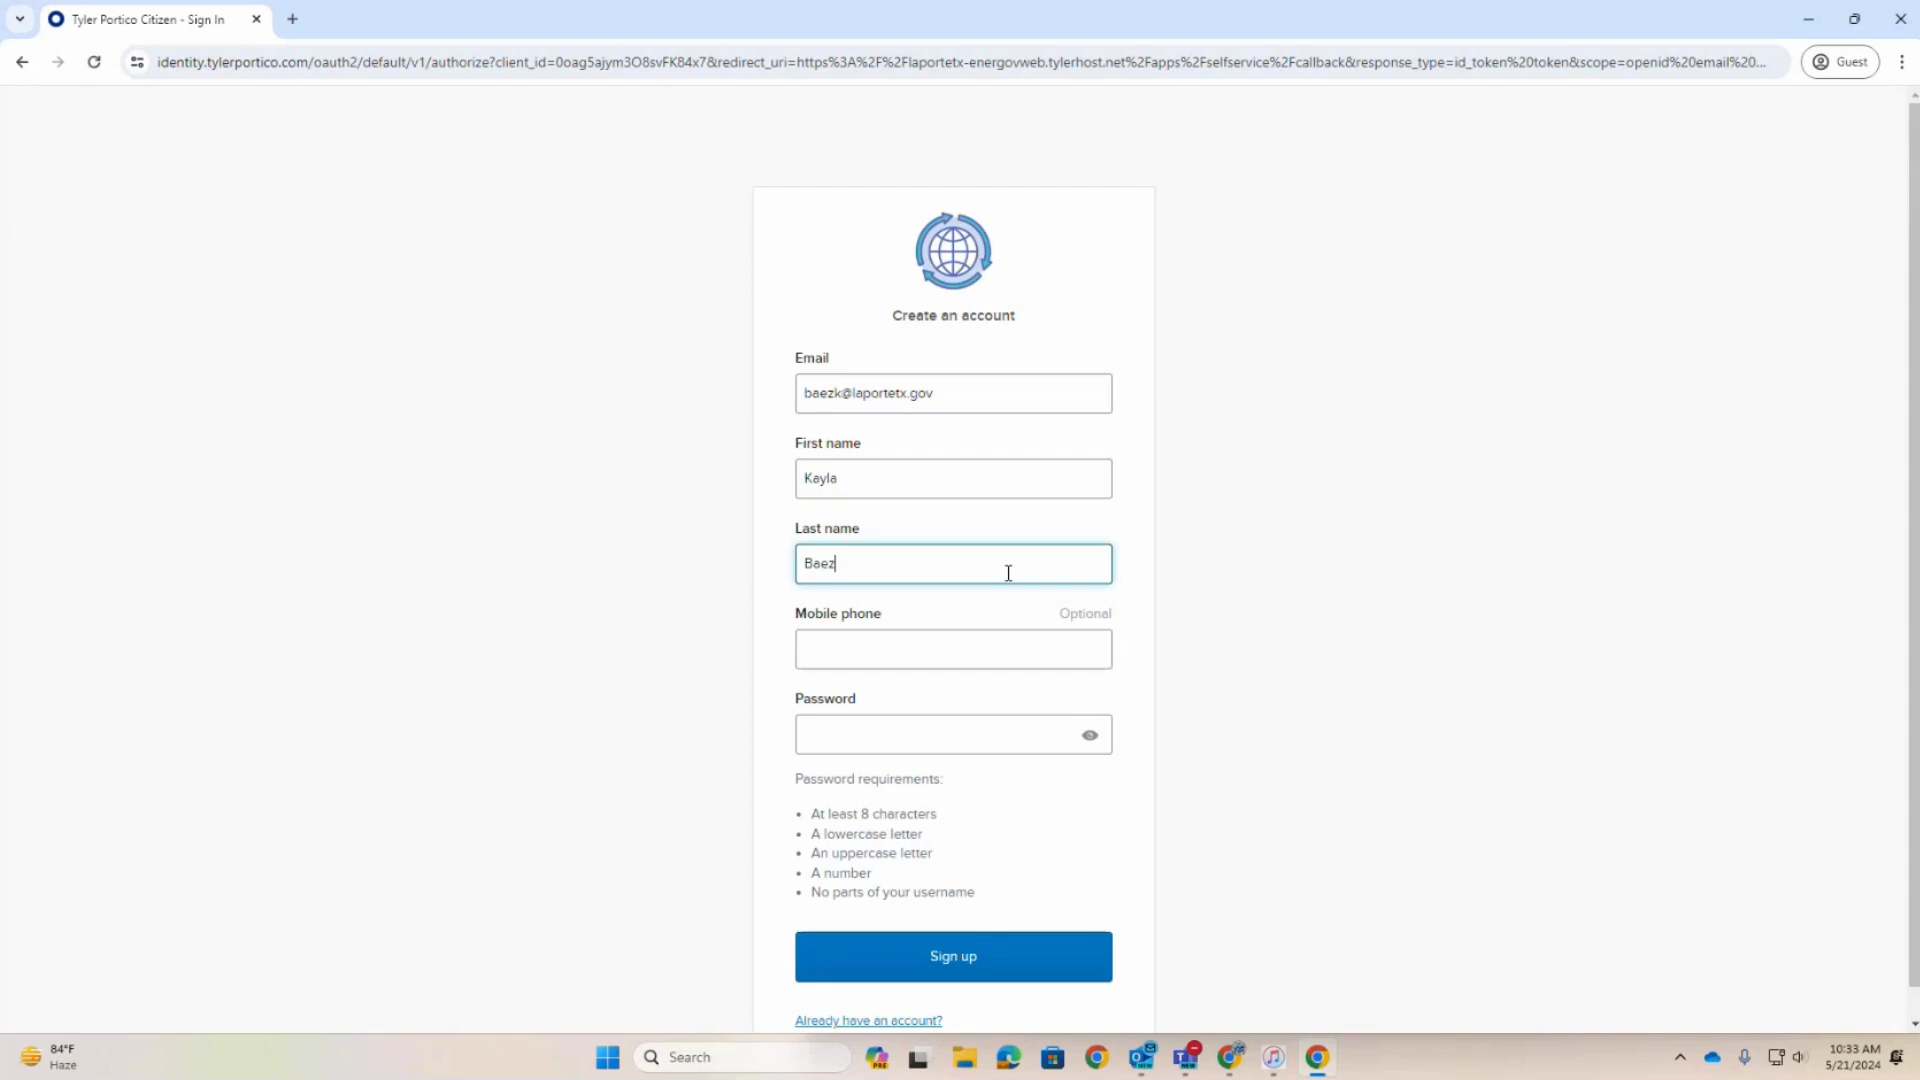 Tyler Portico Citizen - Sign In
identity.tylerportico.com/oauth2/default/v1/authorize?client_id=0oag5ajym3O8svFK84x7&redirect_uri=https%3A%2F%2Flaportetx-energovweb.tylerhost.net%2Fapps%2Fselfservice%2Fcallback&response_type=id_token%20token&scope=openid%20email%20...
Guest
Create an account
Email
baezk@laportetx.gov
First name
Kayla
Last name
Baez
Mobile phone Optional
Password
Password requirements:
• At least 8 characters
• A lowercase letter
• An uppercase letter
• A number
• No parts of your username
Sign up
Already have an account?
84°F
Haze
Search
10:33 AM
5/21/2024